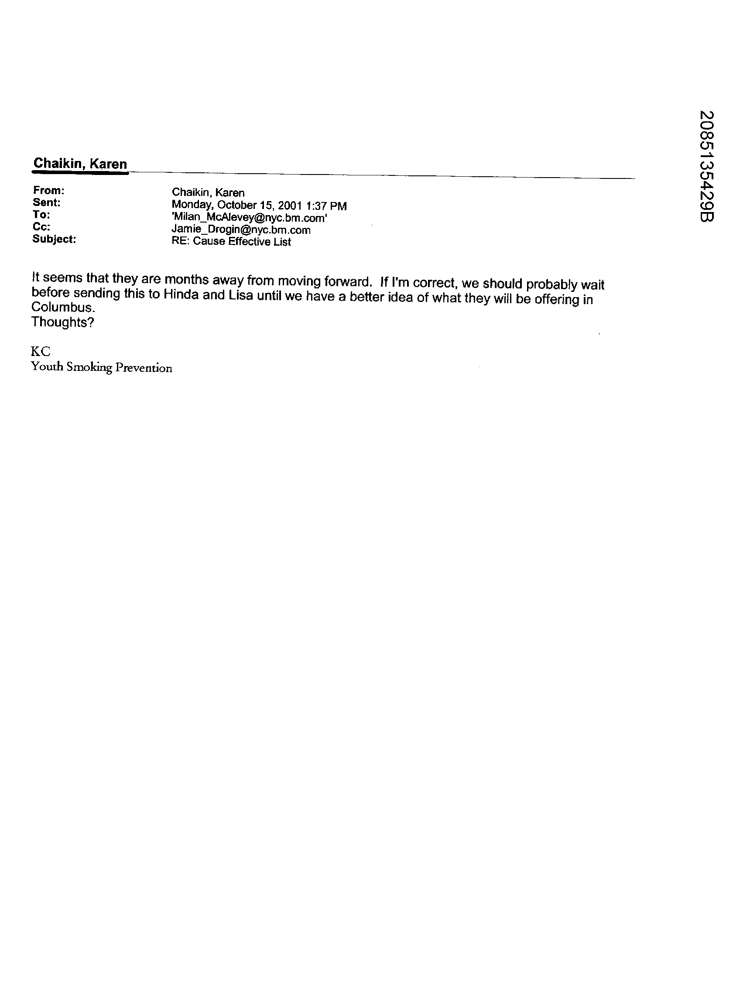 2085135429B
Chaikin, Karen
From: Chaikin, Karen
Sent: Monday, October 15, 2001 1:37 PM
To: 'Milan_McAlevey@nyc.bm.com'
Cc: Jamie_Drogin@nyc.bm.com
Subject: RE: Cause Effective List
It seems that they are months away from moving forward.  If I'm correct, we should probably wait
before sending this to Hinda and Lisa until we have a better idea of what they will be offering in
Columbus.
Thoughts?
KC
Youth Smoking Prevention